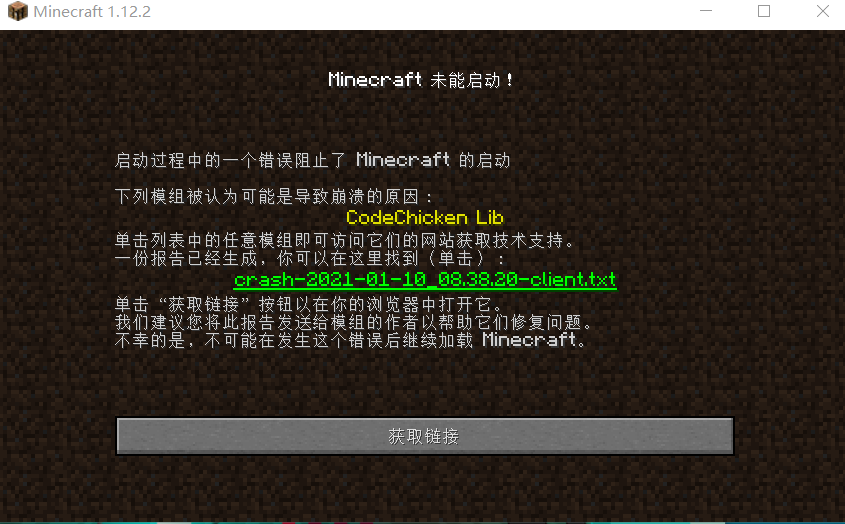 Minecraft 1.12.2
Minecraft 未能启动！
启动过程中的一个错误阻止了 Minecraft 的启动
下列模组被认为可能是导致崩溃的原因：
CodeChicken Lib
单击列表中的任意模组即可访问它们的网站获取技术支持。
一份报告已经生成，你可以在这里找到（单击）：
crash-2021-01-10_08.38.20-client.txt
单击“获取链接”按钮以在你的浏览器中打开它。
我们建议您将此报告发送给模组的作者以帮助它们修复问题。
不幸的是，不可能在发生这个错误后继续加载 Minecraft。
获取链接